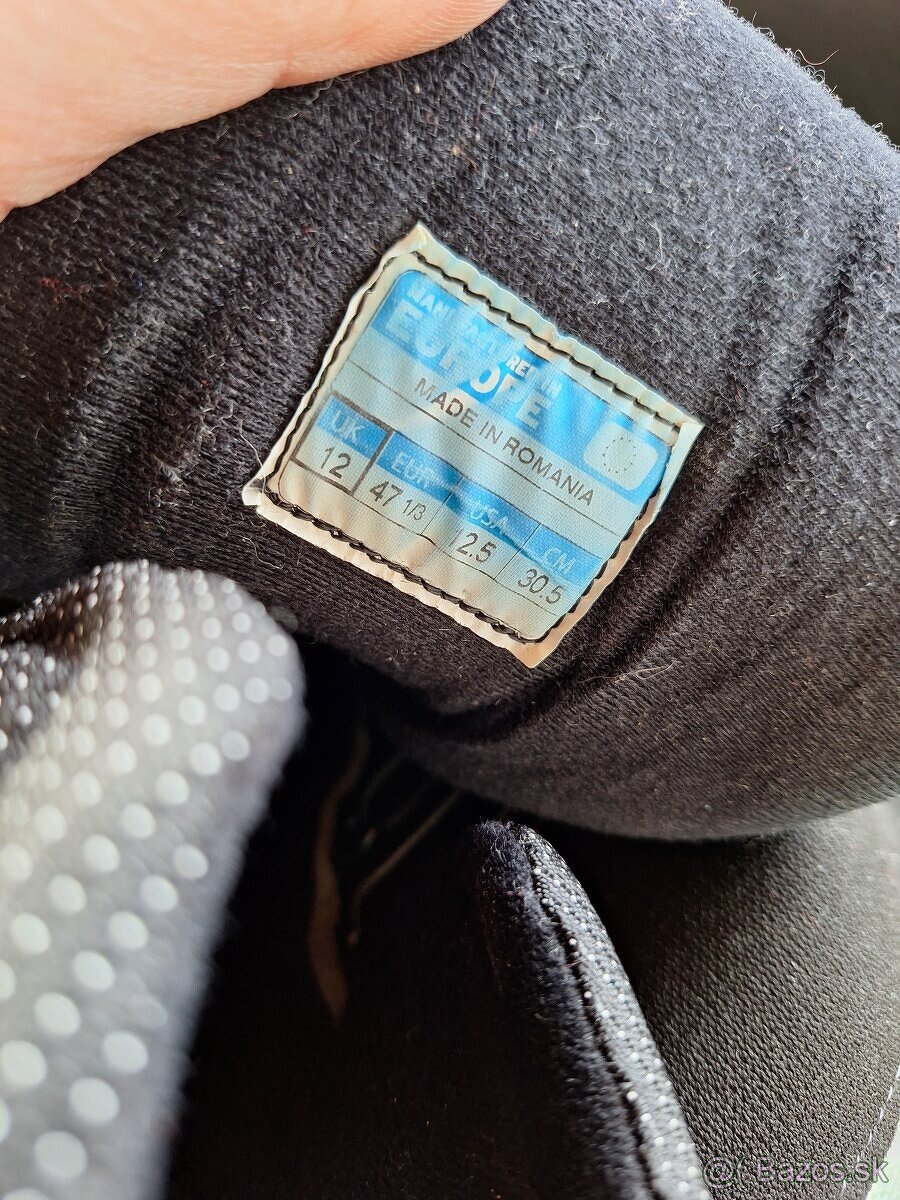 MANUFACTURED IN
EUROPE
MADE IN ROMANIA
UK EUR USA CM
12 47 1/3 2.5 30.5
© Bazos.sk